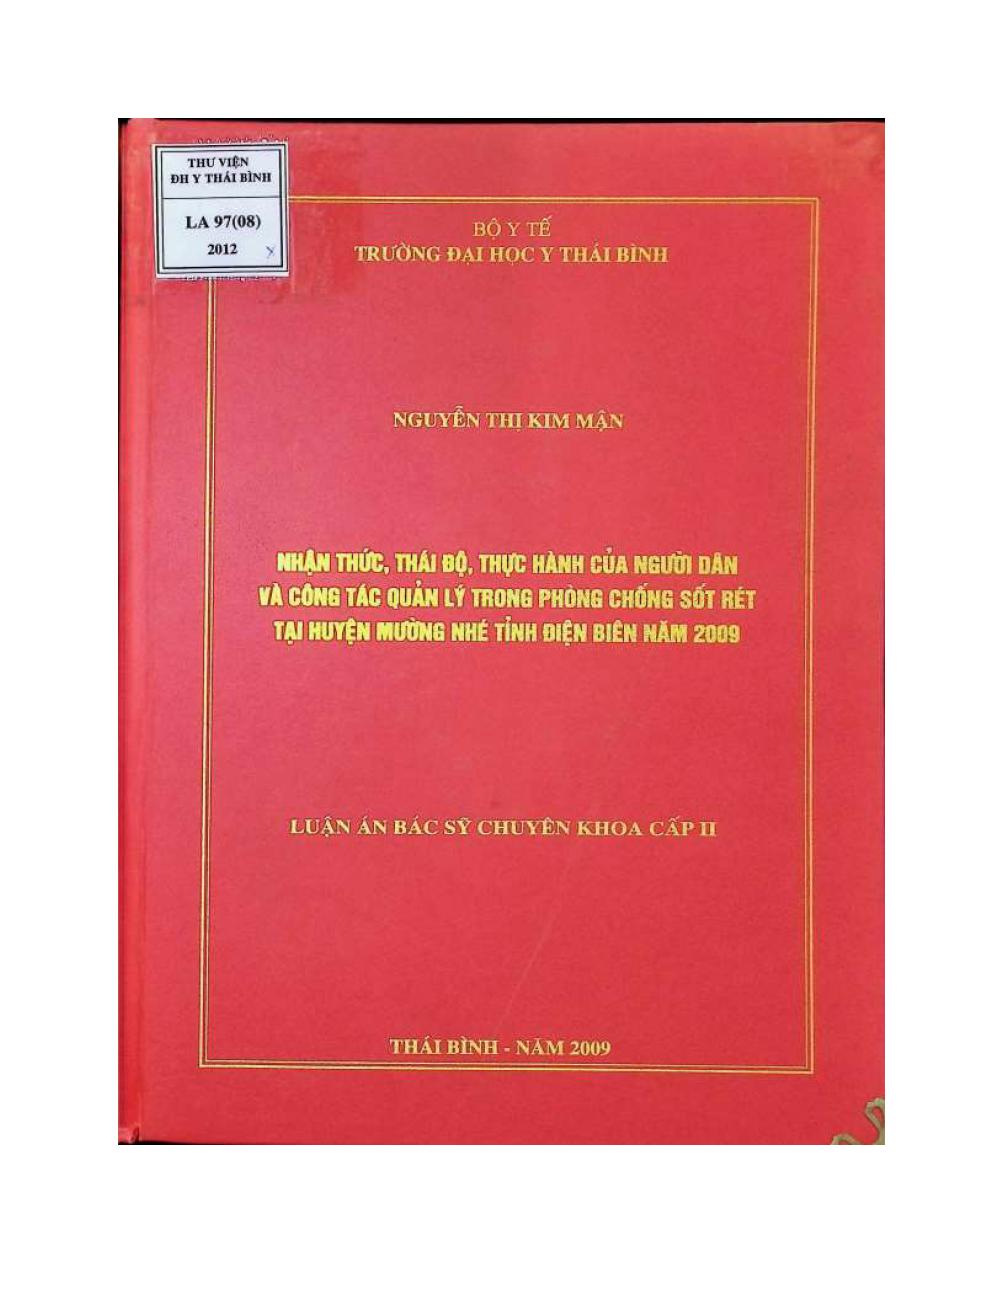 THƯ VIỆN
ĐH Y THÁI BÌNH
LA 97(08)
2012
BỘ Y TẾ
TRƯỜNG ĐẠI HỌC Y THÁI BÌNH
NGUYỄN THỊ KIM MẬN
NHẬN THỨC, THÁI ĐỘ, THỰC HÀNH CỦA NGƯỜI DÂN
VÀ CÔNG TÁC QUẢN LÝ TRONG PHÒNG CHỐNG SỐT RÉT
TẠI HUYỆN MƯỜNG NHÉ TỈNH ĐIỆN BIÊN NĂM 2009
LUẬN ÁN BÁC SỸ CHUYÊN KHOA CẤP II
THÁI BÌNH - NĂM 2009